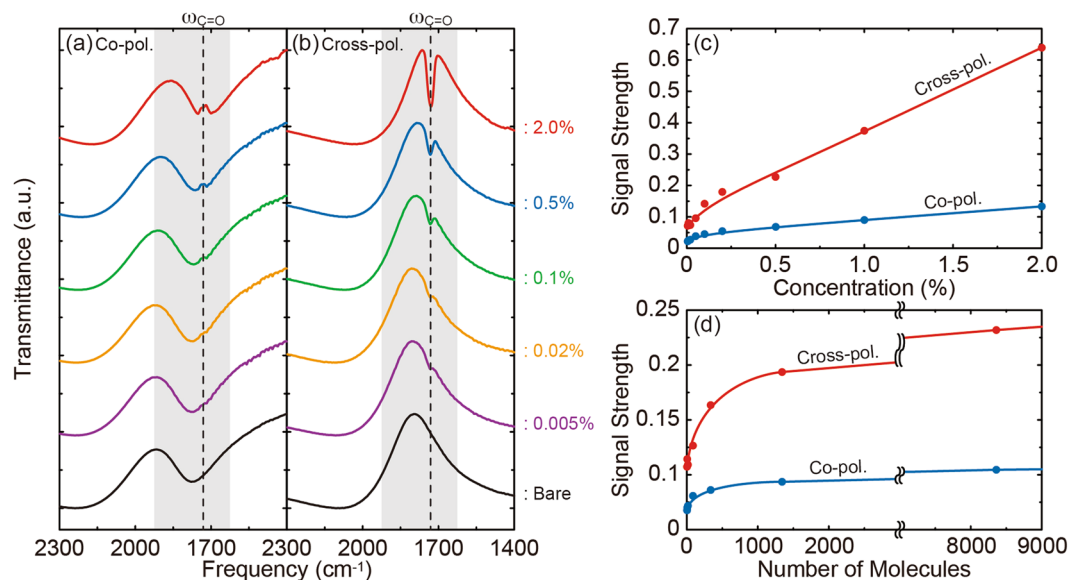 ωC=O
ωC=O
(a) Co-pol.
(b) Cross-pol.
: 2.0%
: 0.5%
: 0.1%
: 0.02%
: 0.005%
: Bare
Transmittance (a.u.)
2300 2000 1700 2300 2000 1700 1400
Frequency (cm-1)
(c)
0.7
0.6
0.5
0.4
0.3
0.2
0.1
0
Signal Strength
Cross-pol.
Co-pol.
0 0.5 1.0 1.5 2.0
Concentration (%)
(d)
0.25
0.2
0.15
0.1
0
Signal Strength
Cross-pol.
Co-pol.
0 1000 2000 8000 9000
Number of Molecules